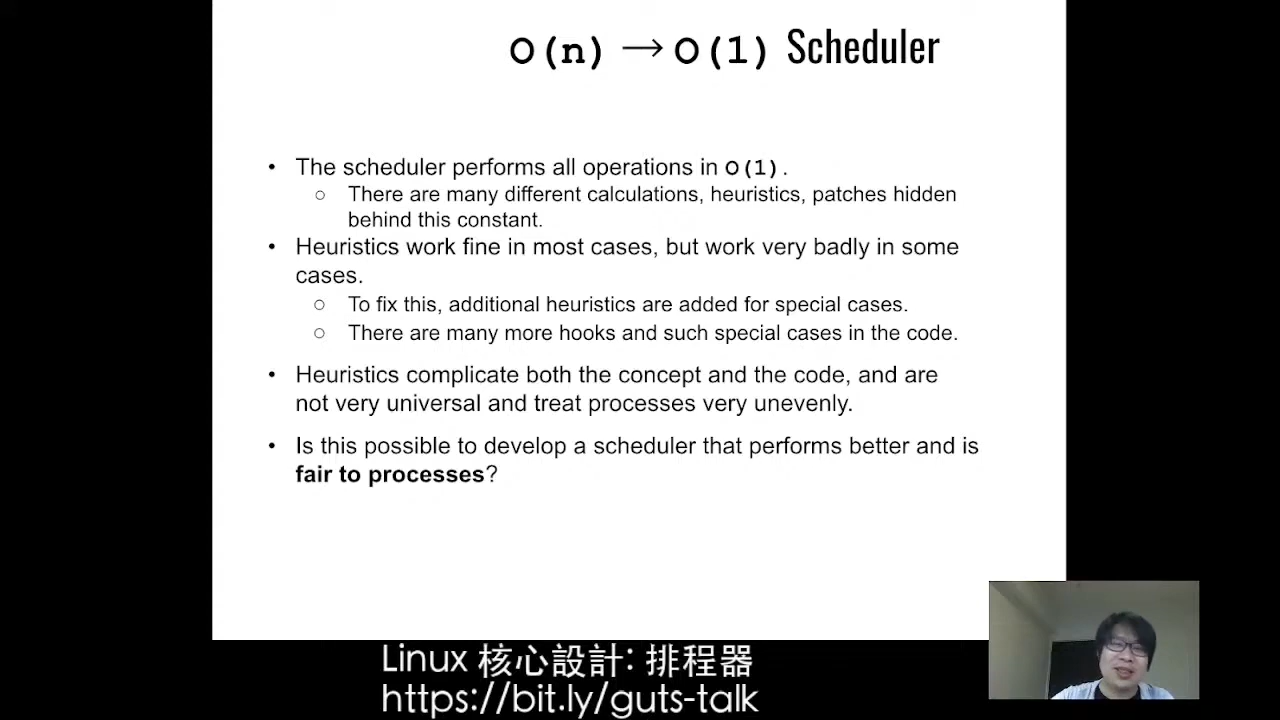 O(n) → O(1) Scheduler
• The scheduler performs all operations in O(1).
○ There are many different calculations, heuristics, patches hidden
behind this constant.
• Heuristics work fine in most cases, but work very badly in some
cases.
○ To fix this, additional heuristics are added for special cases.
○ There are many more hooks and such special cases in the code.
• Heuristics complicate both the concept and the code, and are
not very universal and treat processes very unevenly.
• Is this possible to develop a scheduler that performs better and is
fair to processes?
Linux 核心設計: 排程器
https://bit.ly/guts-talk